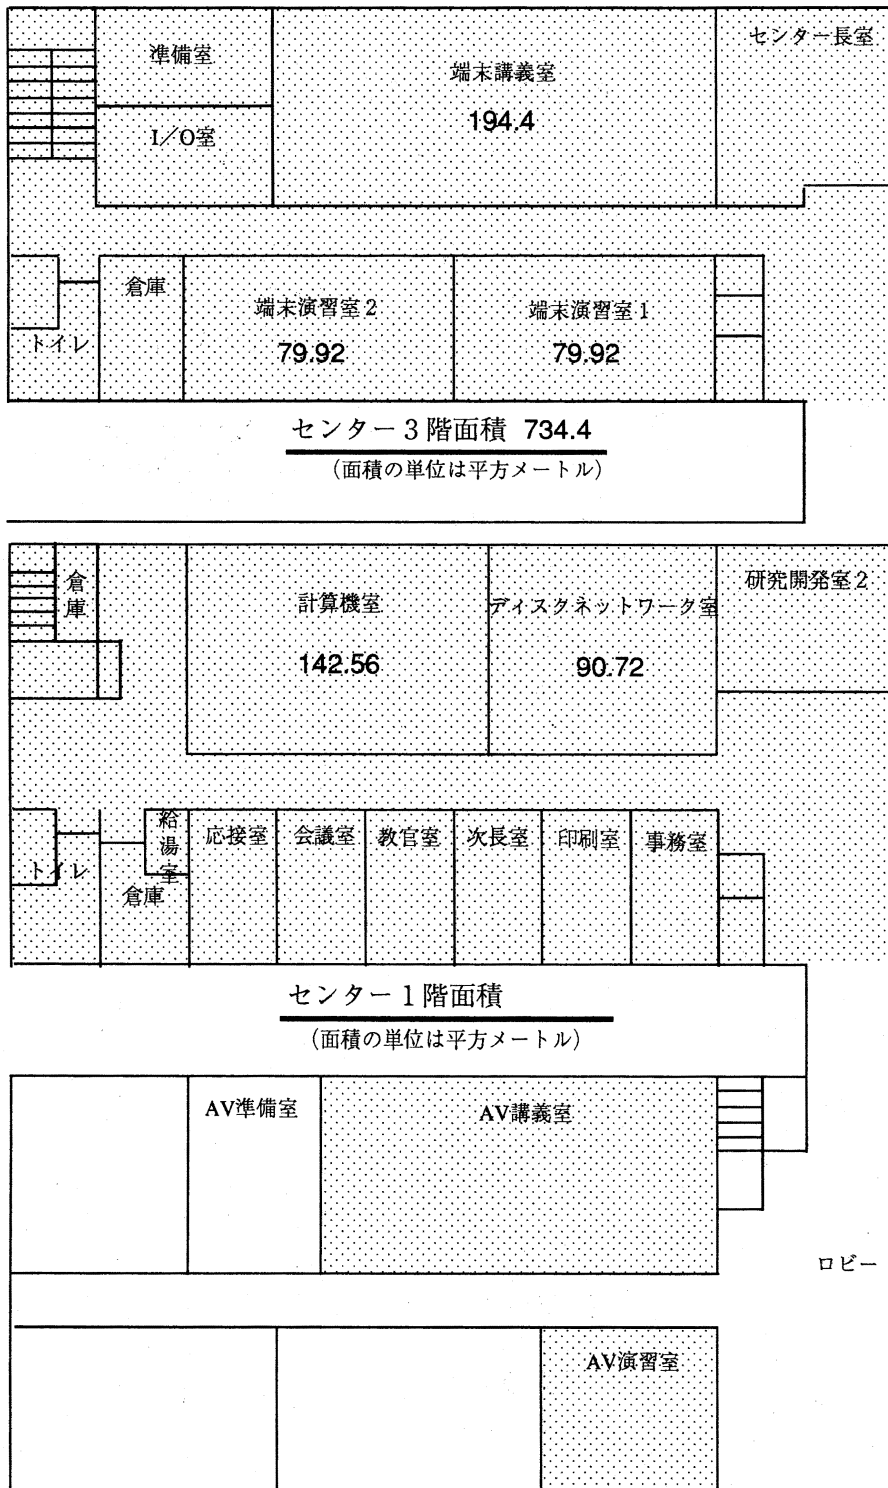 準備室
端末講義室
センター長室
194.4
I/O室
倉庫
端末演習室2
端末演習室1
トイレ
79.92
79.92
センター3階面積 734.4
(面積の単位は平方メートル)
倉庫
計算機室
ディスクネットワーク室
研究開発室2
142.56
90.72
給湯室
応接室
会議室
教官室
次長室
印刷室
事務室
トイレ
倉庫
センター1階面積
(面積の単位は平方メートル)
AV準備室
AV講義室
ロビー
AV演習室